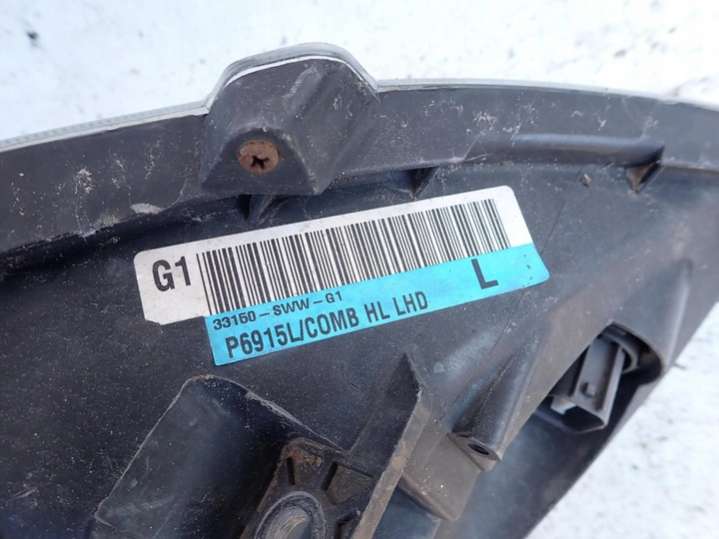 G1
33150-SWW-G1
L
P6915L/COMB HL LHD